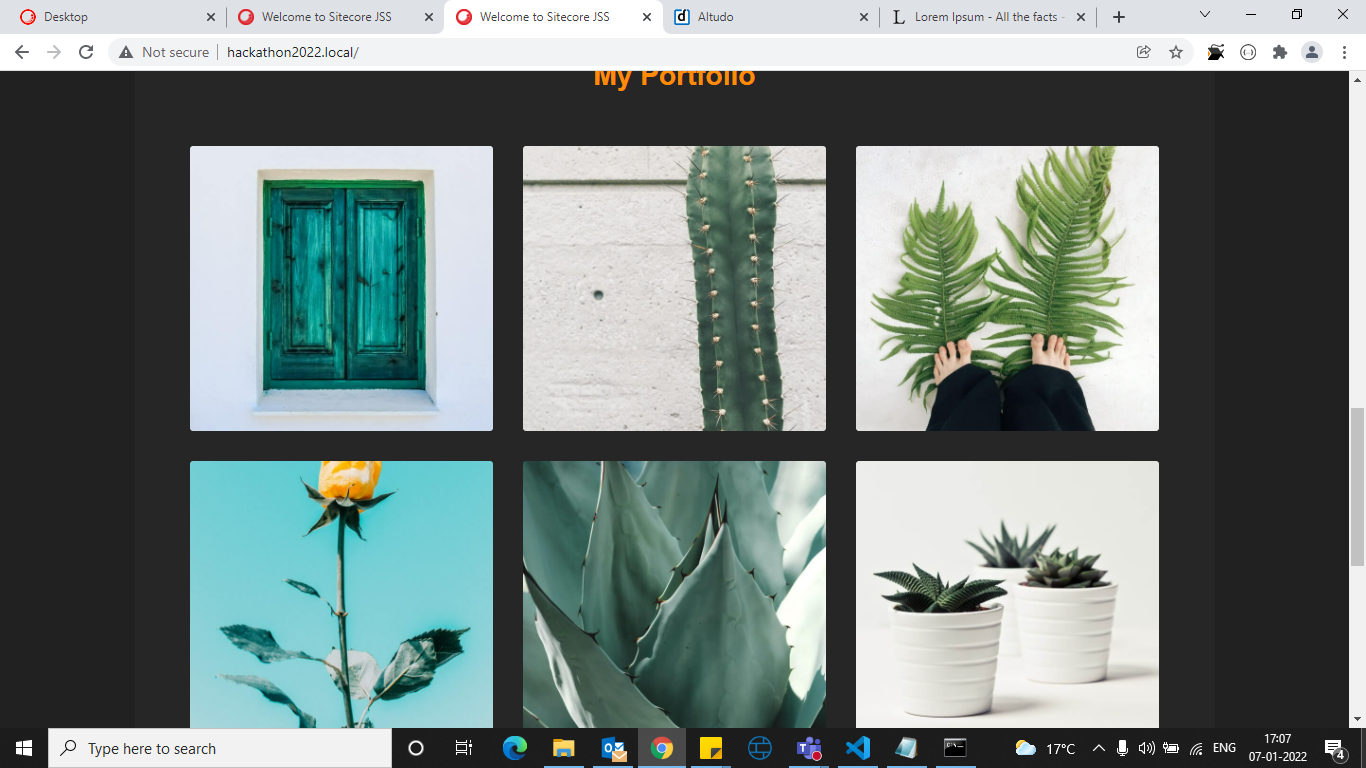 Desktop
Welcome to Sitecore JSS
Welcome to Sitecore JSS
Altudo
Lorem Ipsum - All the facts -
Not secure
hackathon2022.local/
My Portfolio
Type here to search
17°C
ENG
17:07
07-01-2022
4